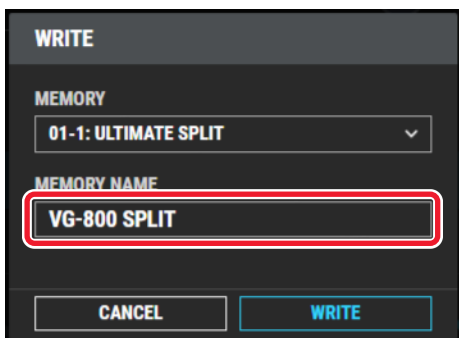 WRITE
MEMORY
01-1: ULTIMATE SPLIT
MEMORY NAME
VG-800 SPLIT
CANCEL
WRITE